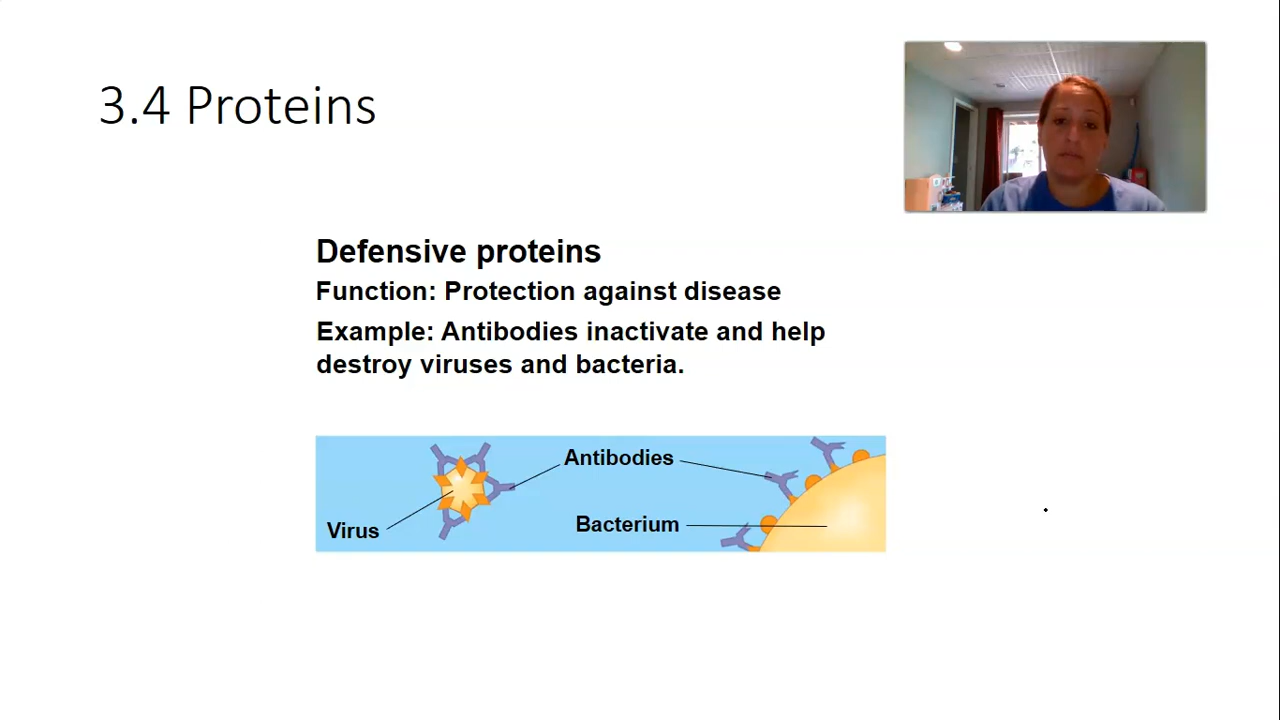 3.4 Proteins
Defensive proteins
Function: Protection against disease
Example: Antibodies inactivate and help
destroy viruses and bacteria.
Antibodies
Virus
Bacterium